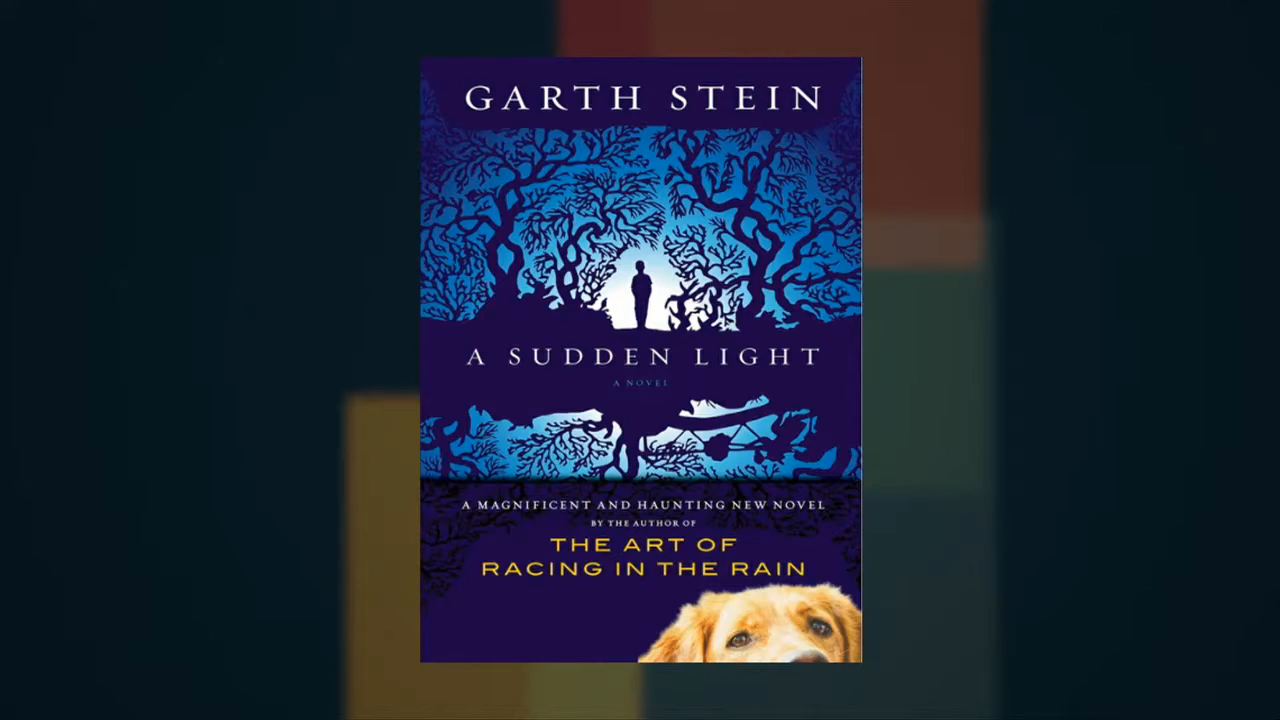 GARTH STEIN
A SUDDEN LIGHT
A NOVEL
A MAGNIFICENT AND HAUNTING NEW NOVEL
BY THE AUTHOR OF
THE ART OF
RACING IN THE RAIN